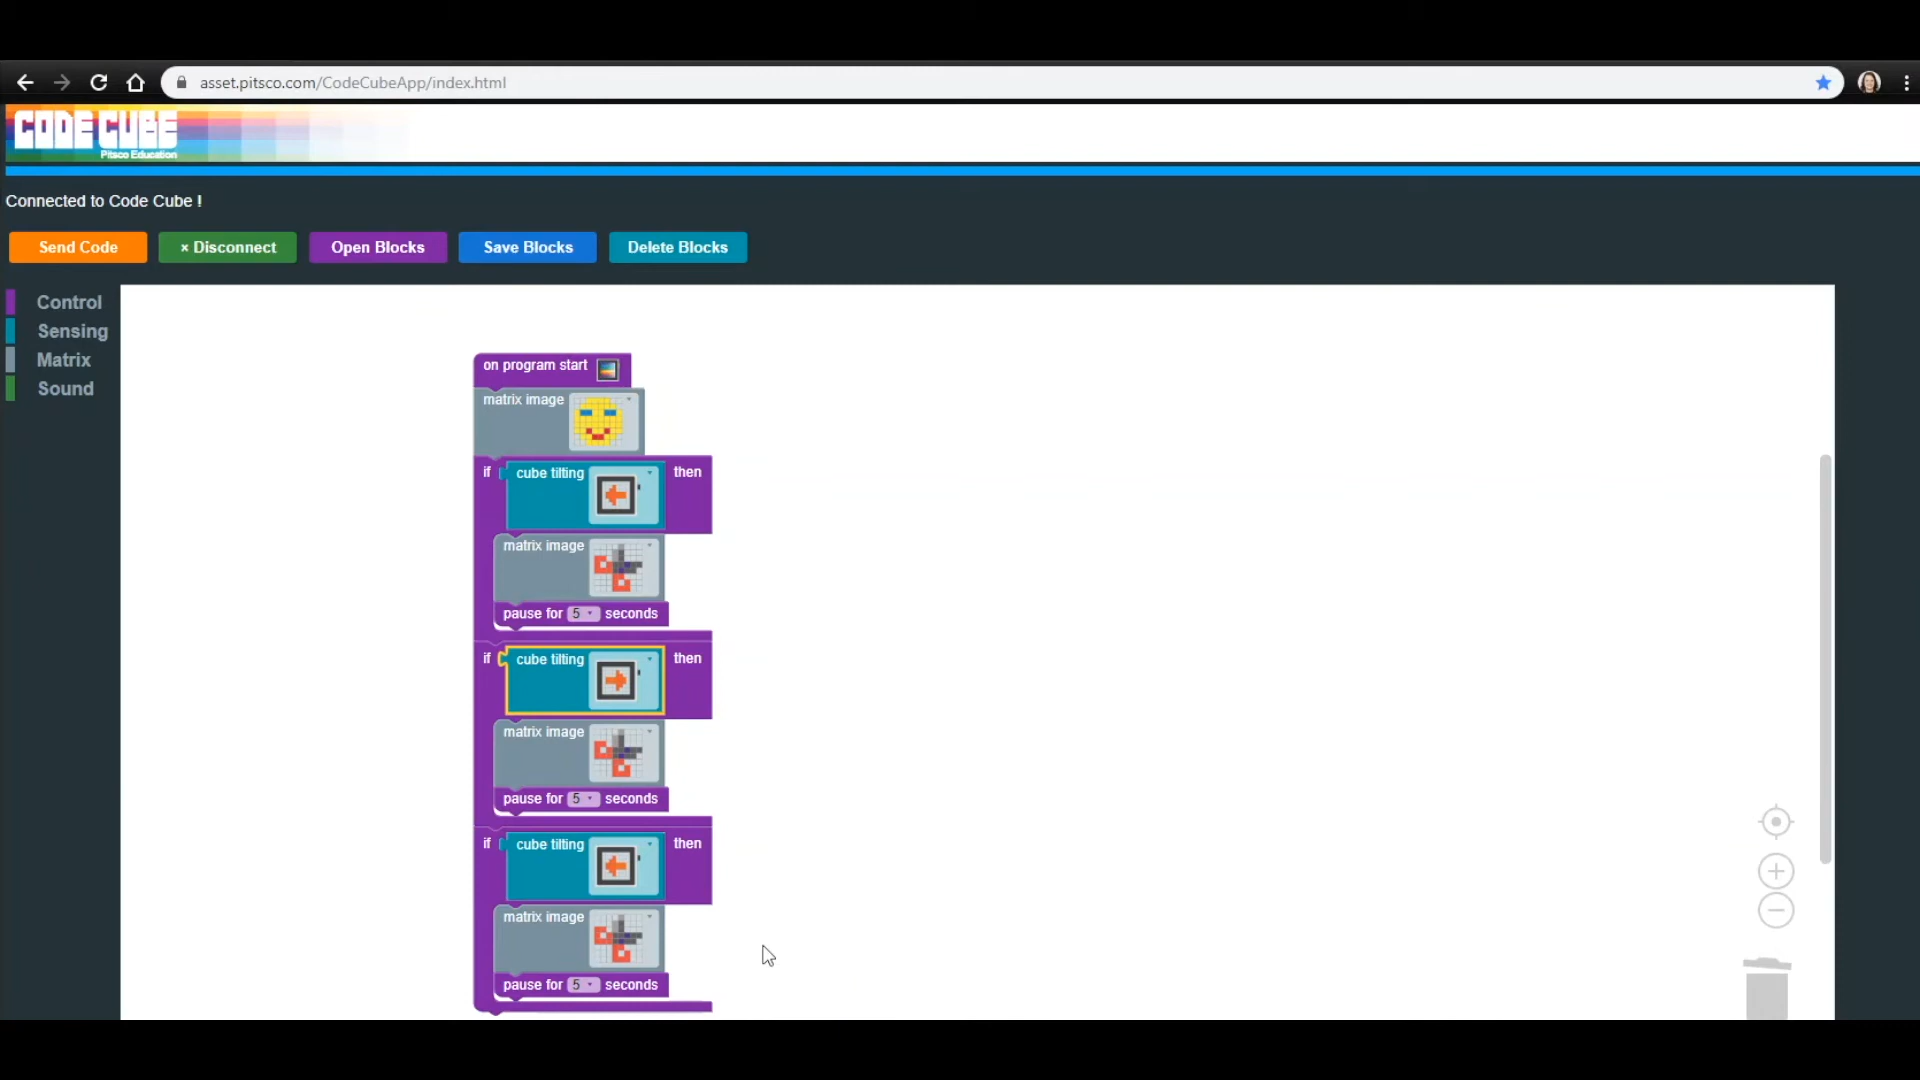 asset.pitsco.com/CodeCubeApp/index.html
CODE CUBE
Pitsco Education
Connected to Code Cube !
Send Code
× Disconnect
Open Blocks
Save Blocks
Delete Blocks
Control
Sensing
Matrix
Sound
on program start
matrix image
if cube tilting then
matrix image
pause for 5 seconds
if cube tilting then
matrix image
pause for 5 seconds
if cube tilting then
matrix image
pause for 5 seconds